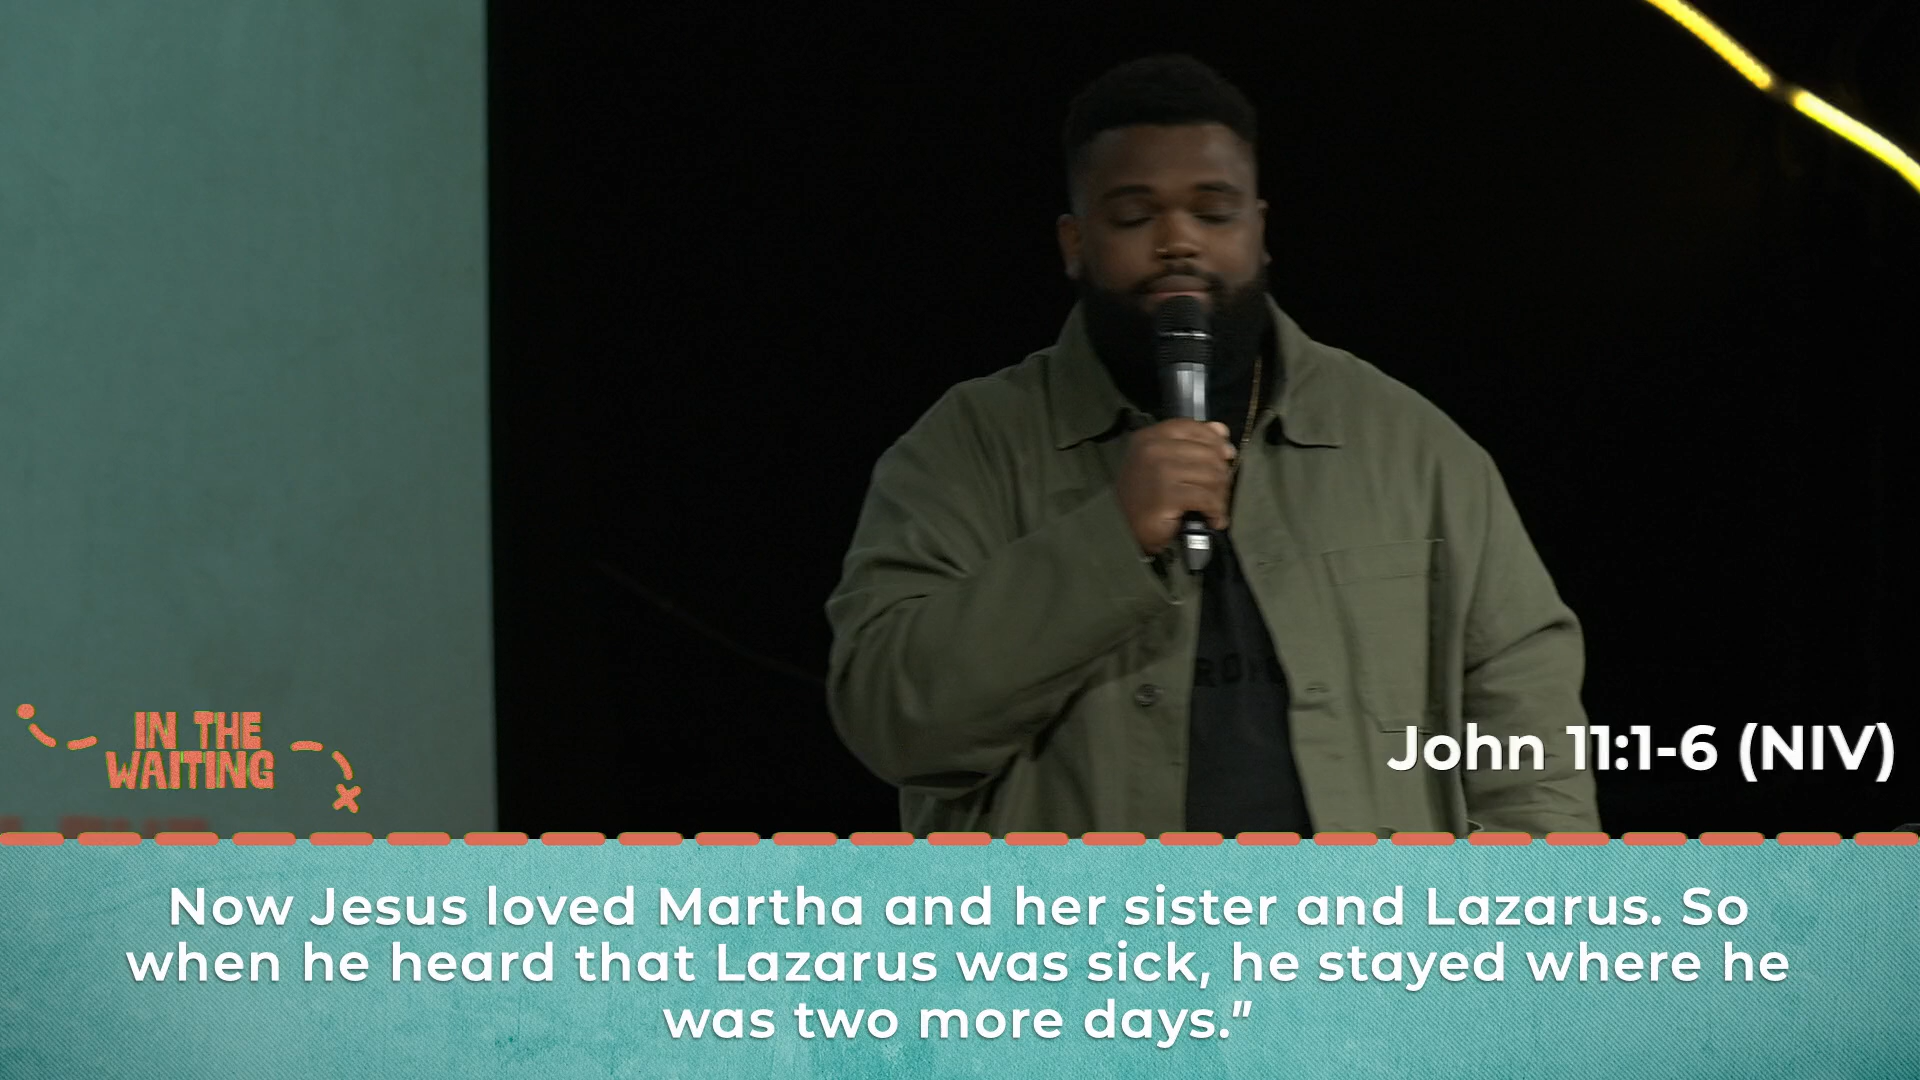 IN THE
WAITING
John 11:1-6 (NIV)
Now Jesus loved Martha and her sister and Lazarus. So
when he heard that Lazarus was sick, he stayed where he
was two more days.”